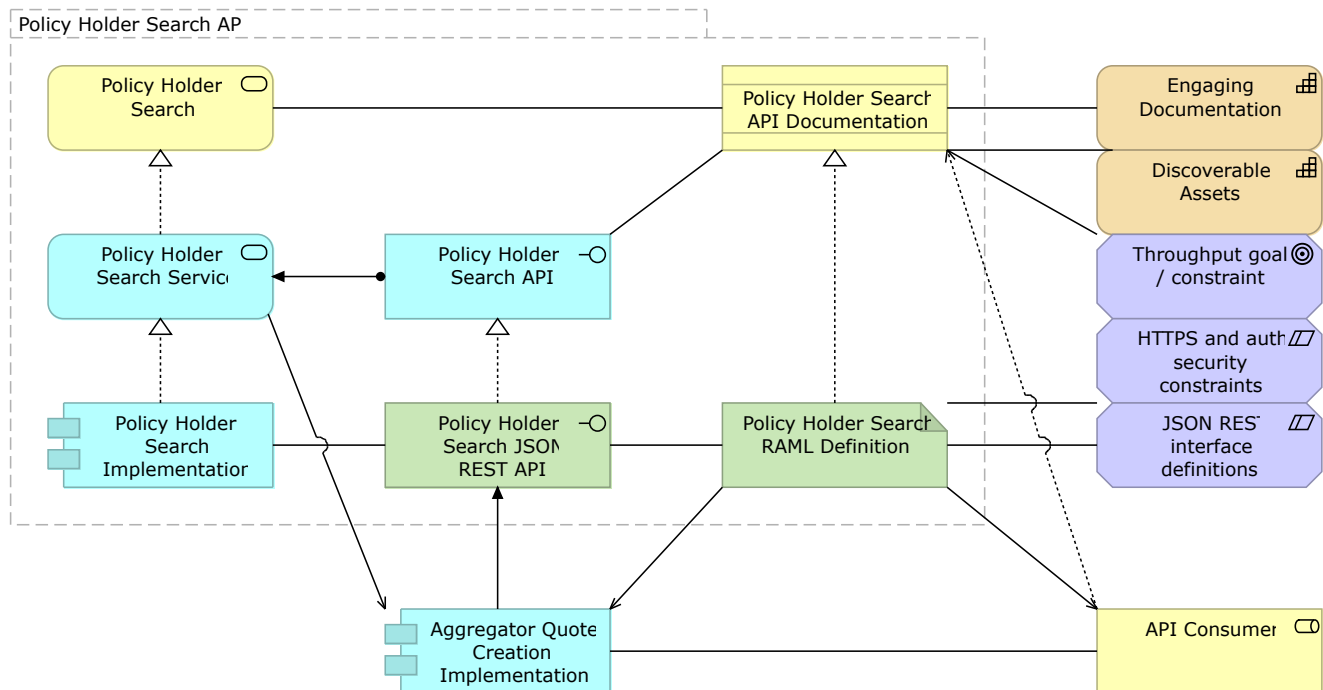 Policy Holder Search AP
Policy Holder
Search
Policy Holder Search
API Documentation
Engaging
Documentation
Discoverable
Assets
Policy Holder
Search Servic
Policy Holder
Search API
Throughput goal
/ constraint
HTTPS and auth
security
constraints
Policy Holder
Search
Implementation
Policy Holder
Search JSON
REST API
Policy Holder Search
RAML Definition
JSON RES
interface
definitions
Aggregator Quote
Creation
Implementation
API Consumer